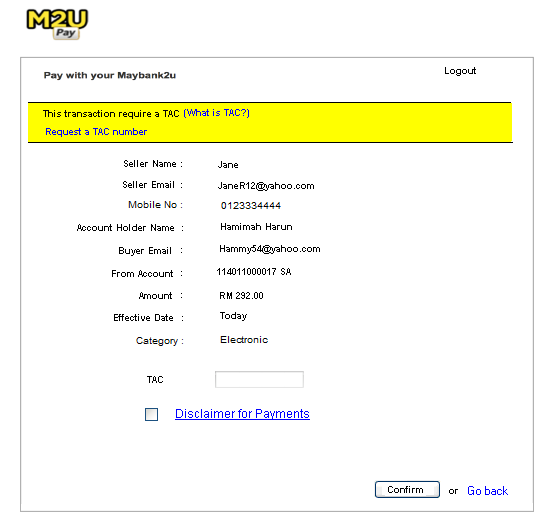 M2U
Pay
Pay with your Maybank2u
Logout
This transaction require a TAC (What is TAC?)
Request a TAC number
Seller Name : Jane
Seller Email : JaneR12@yahoo.com
Mobile No : 0123334444
Account Holder Name : Hamimah Harun
Buyer Email : Hammy54@yahoo.com
From Account : 114011000017 SA
Amount : RM 292.00
Effective Date : Today
Category : Electronic
TAC
Disclaimer for Payments
Confirm or Go back